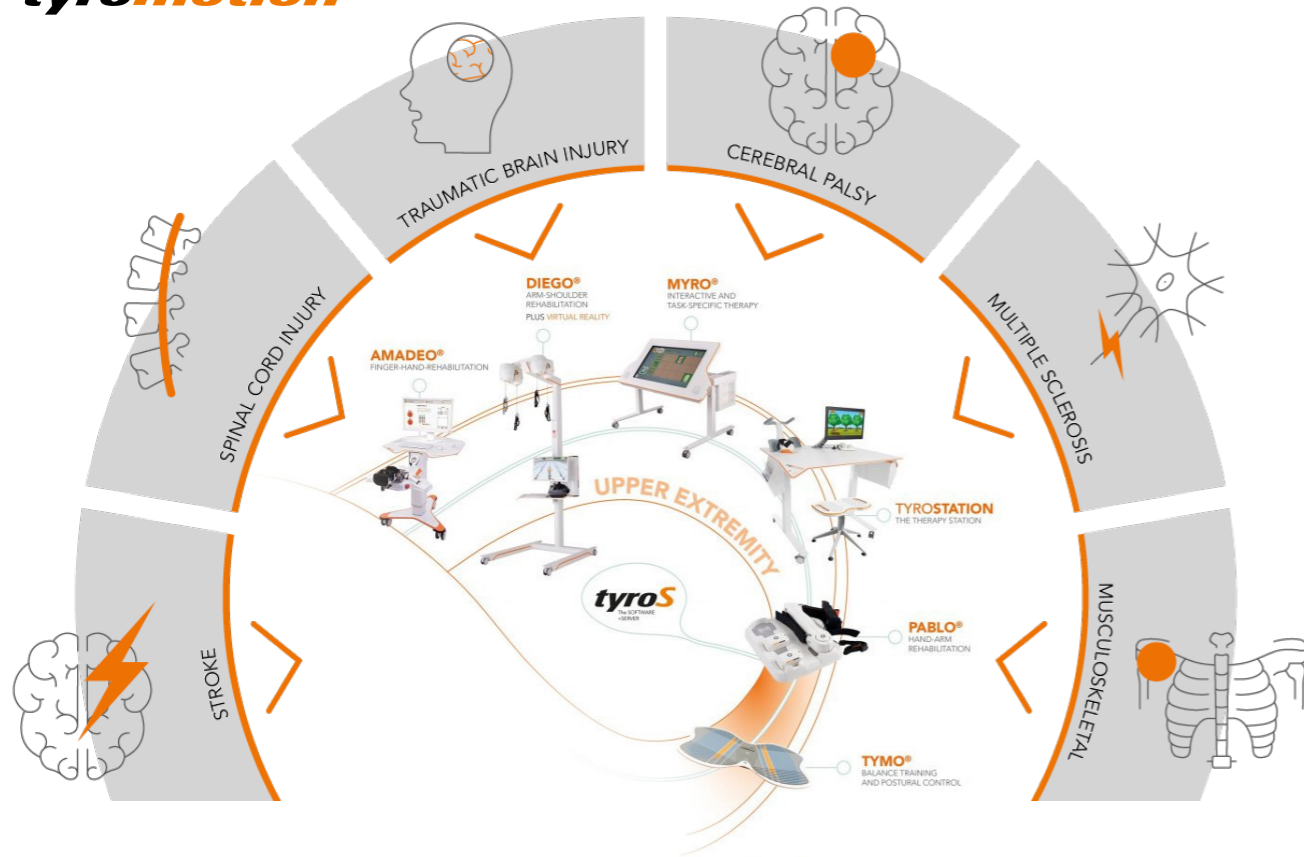 tyromotion
TRAUMATIC BRAIN INJURY
CEREBRAL PALSY
SPINAL CORD INJURY
MULTIPLE SCLEROSIS
STROKE
MUSCULOSKELETAL
DIEGO®
ARM-SHOULDER
REHABILITATION
PLUS VIRTUAL REALITY
MYRO®
INTERACTIVE AND
TASK-SPECIFIC THERAPY
AMADEO®
FINGER-HAND-REHABILITATION
UPPER EXTREMITY
TYROSTATION
THE THERAPY STATION
tyroS
The SOFTWARE
+SERVER
PABLO®
HAND-ARM
REHABILITATION
TYMO®
BALANCE TRAINING
AND POSTURAL CONTROL